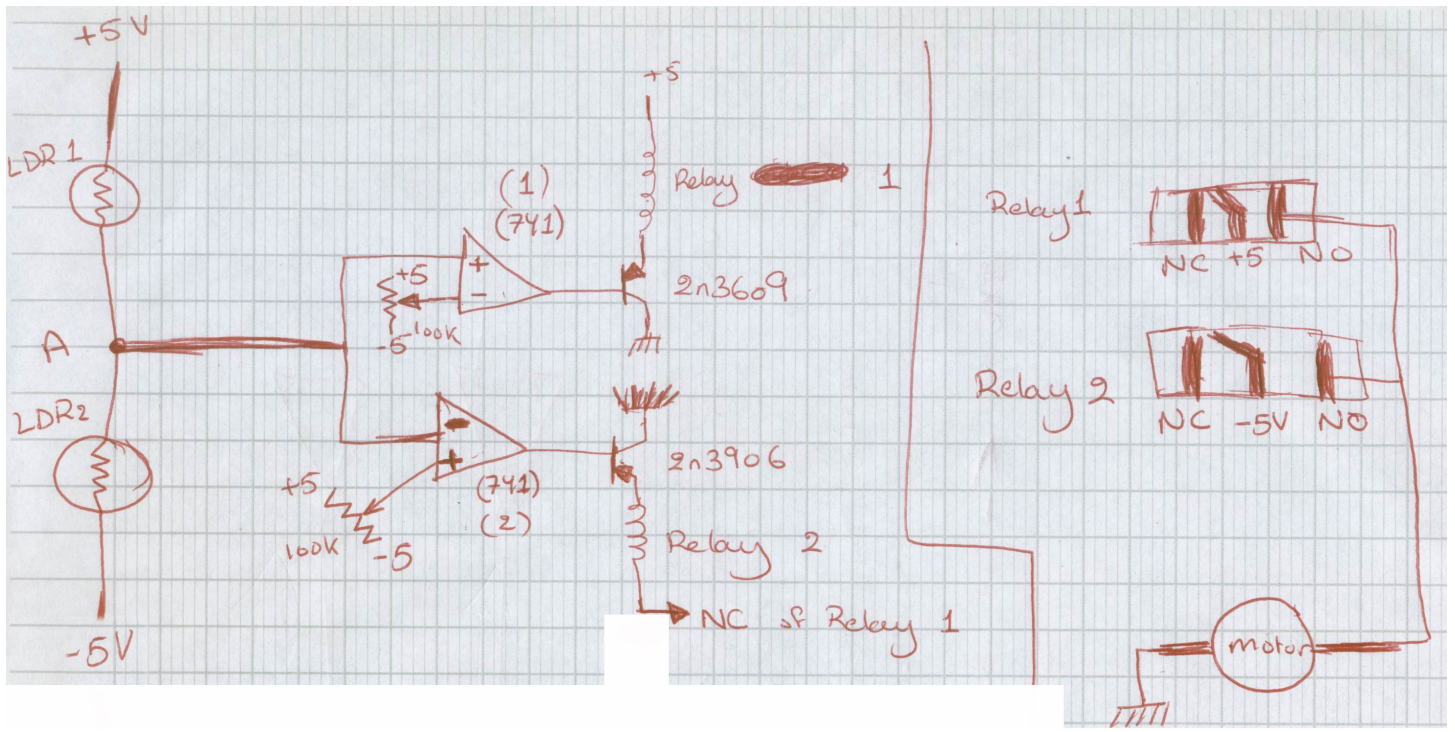 +5V
LDR 1
A
LDR2
-5V
(1)
(741)
+
-
+5
-5
100K
+5
Relay 1
2n3609
-
+
(741)
(2)
+5
100K
-5
2n3906
Relay 2
NC of Relay 1
Relay1
NC +5 NO
Relay 2
NC -5V NO
motor